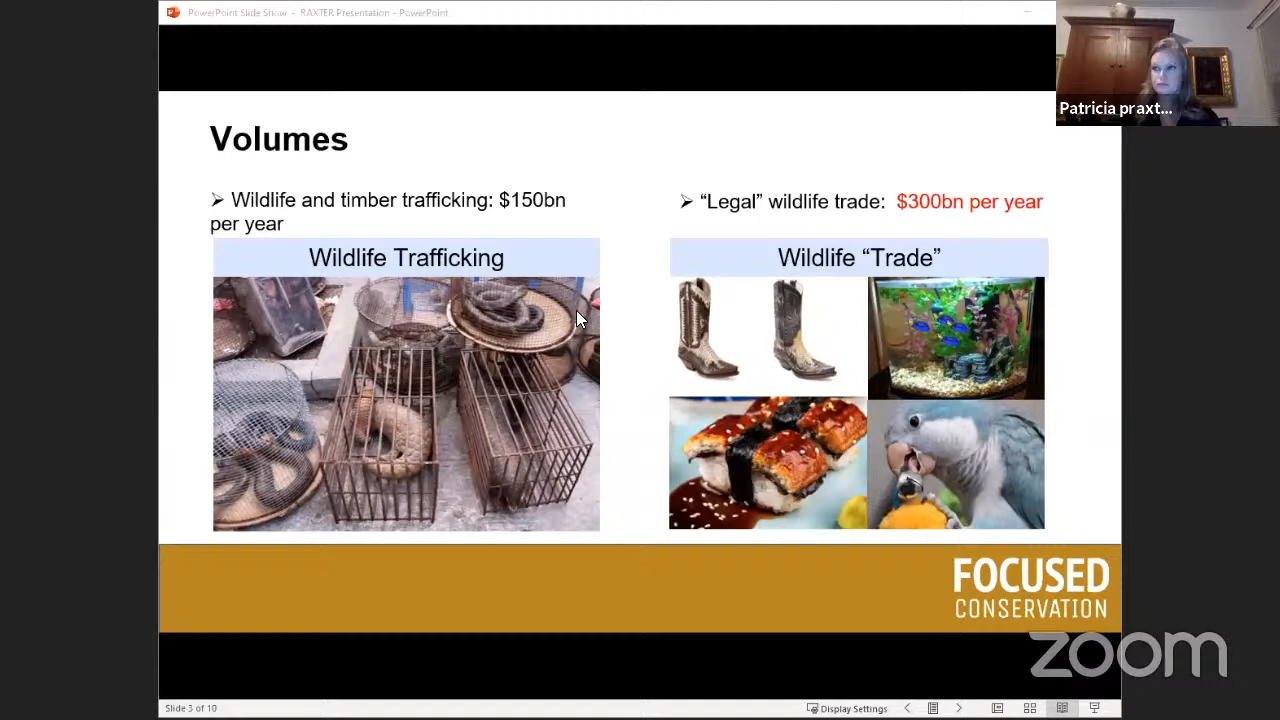 PowerPoint Slide Show - RAXTER Presentation - PowerPoint
Patricia praxt...
Volumes
➢ Wildlife and timber trafficking: $150bn
per year
➢ “Legal” wildlife trade: $300bn per year
Wildlife Trafficking
Wildlife “Trade”
FOCUSED
CONSERVATION
zoom
Slide 3 of 10
Display Settings